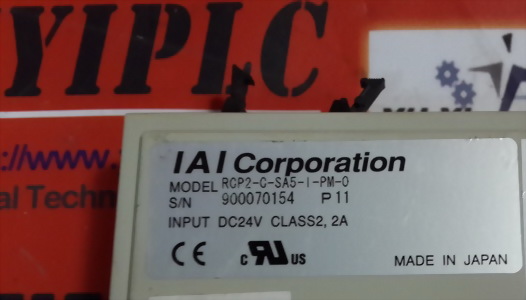 YIPLC
://www.
al Techn
IAI Corporation
MODEL RCP2-C-SA5-I-PM-0
S/N 900070154 P11
INPUT DC24V CLASS2, 2A
CE c RU US MADE IN JAPAN